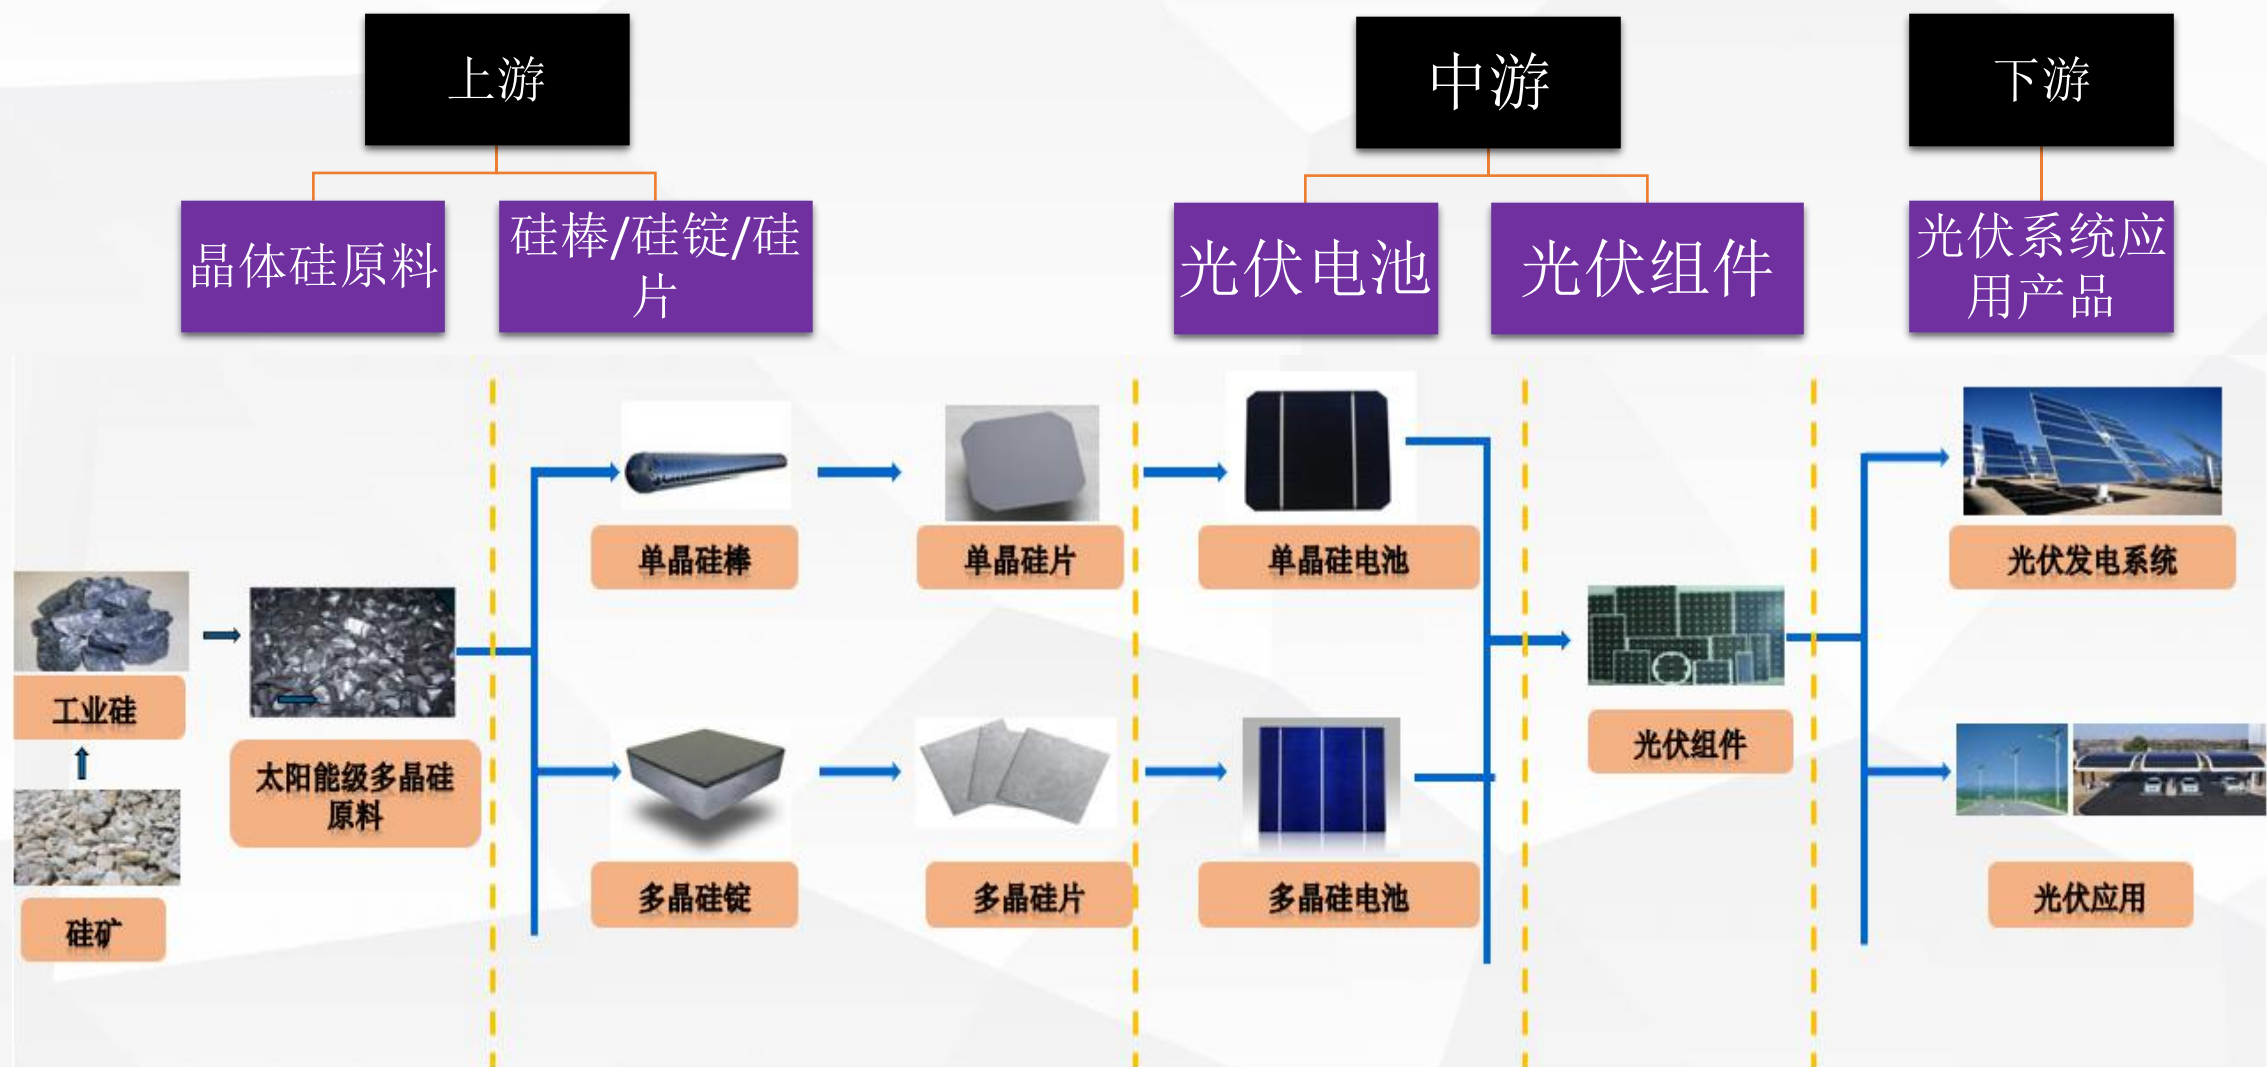 上游
中游
下游
晶体硅原料
硅棒/硅锭/硅
片
光伏电池
光伏组件
光伏系统应
用产品
单晶硅棒
单晶硅片
单晶硅电池
光伏发电系统
工业硅
太阳能级多晶硅
原料
光伏组件
硅矿
多晶硅锭
多晶硅片
多晶硅电池
光伏应用